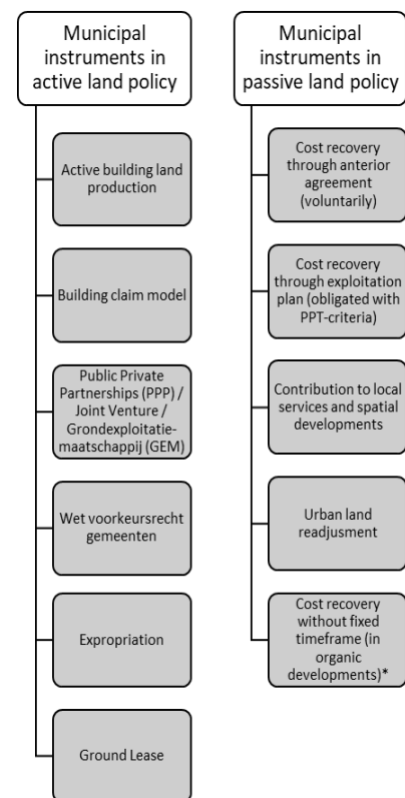 Municipal
instruments in
active land policy
Active building land
production
Building claim model
Public Private
Partnerships (PPP) /
Joint Venture /
Grondexploitatie-
maatschappij (GEM)
Wet voorkeursrecht
gemeenten
Expropriation
Ground Lease
Municipal
instruments in
passive land policy
Cost recovery
through anterior
agreement
(voluntarily)
Cost recovery
through exploitation
plan (obligated with
PPT-criteria)
Contribution to local
services and spatial
developments
Urban land
readjusment
Cost recovery
without fixed
timeframe (in
organic
developments)*